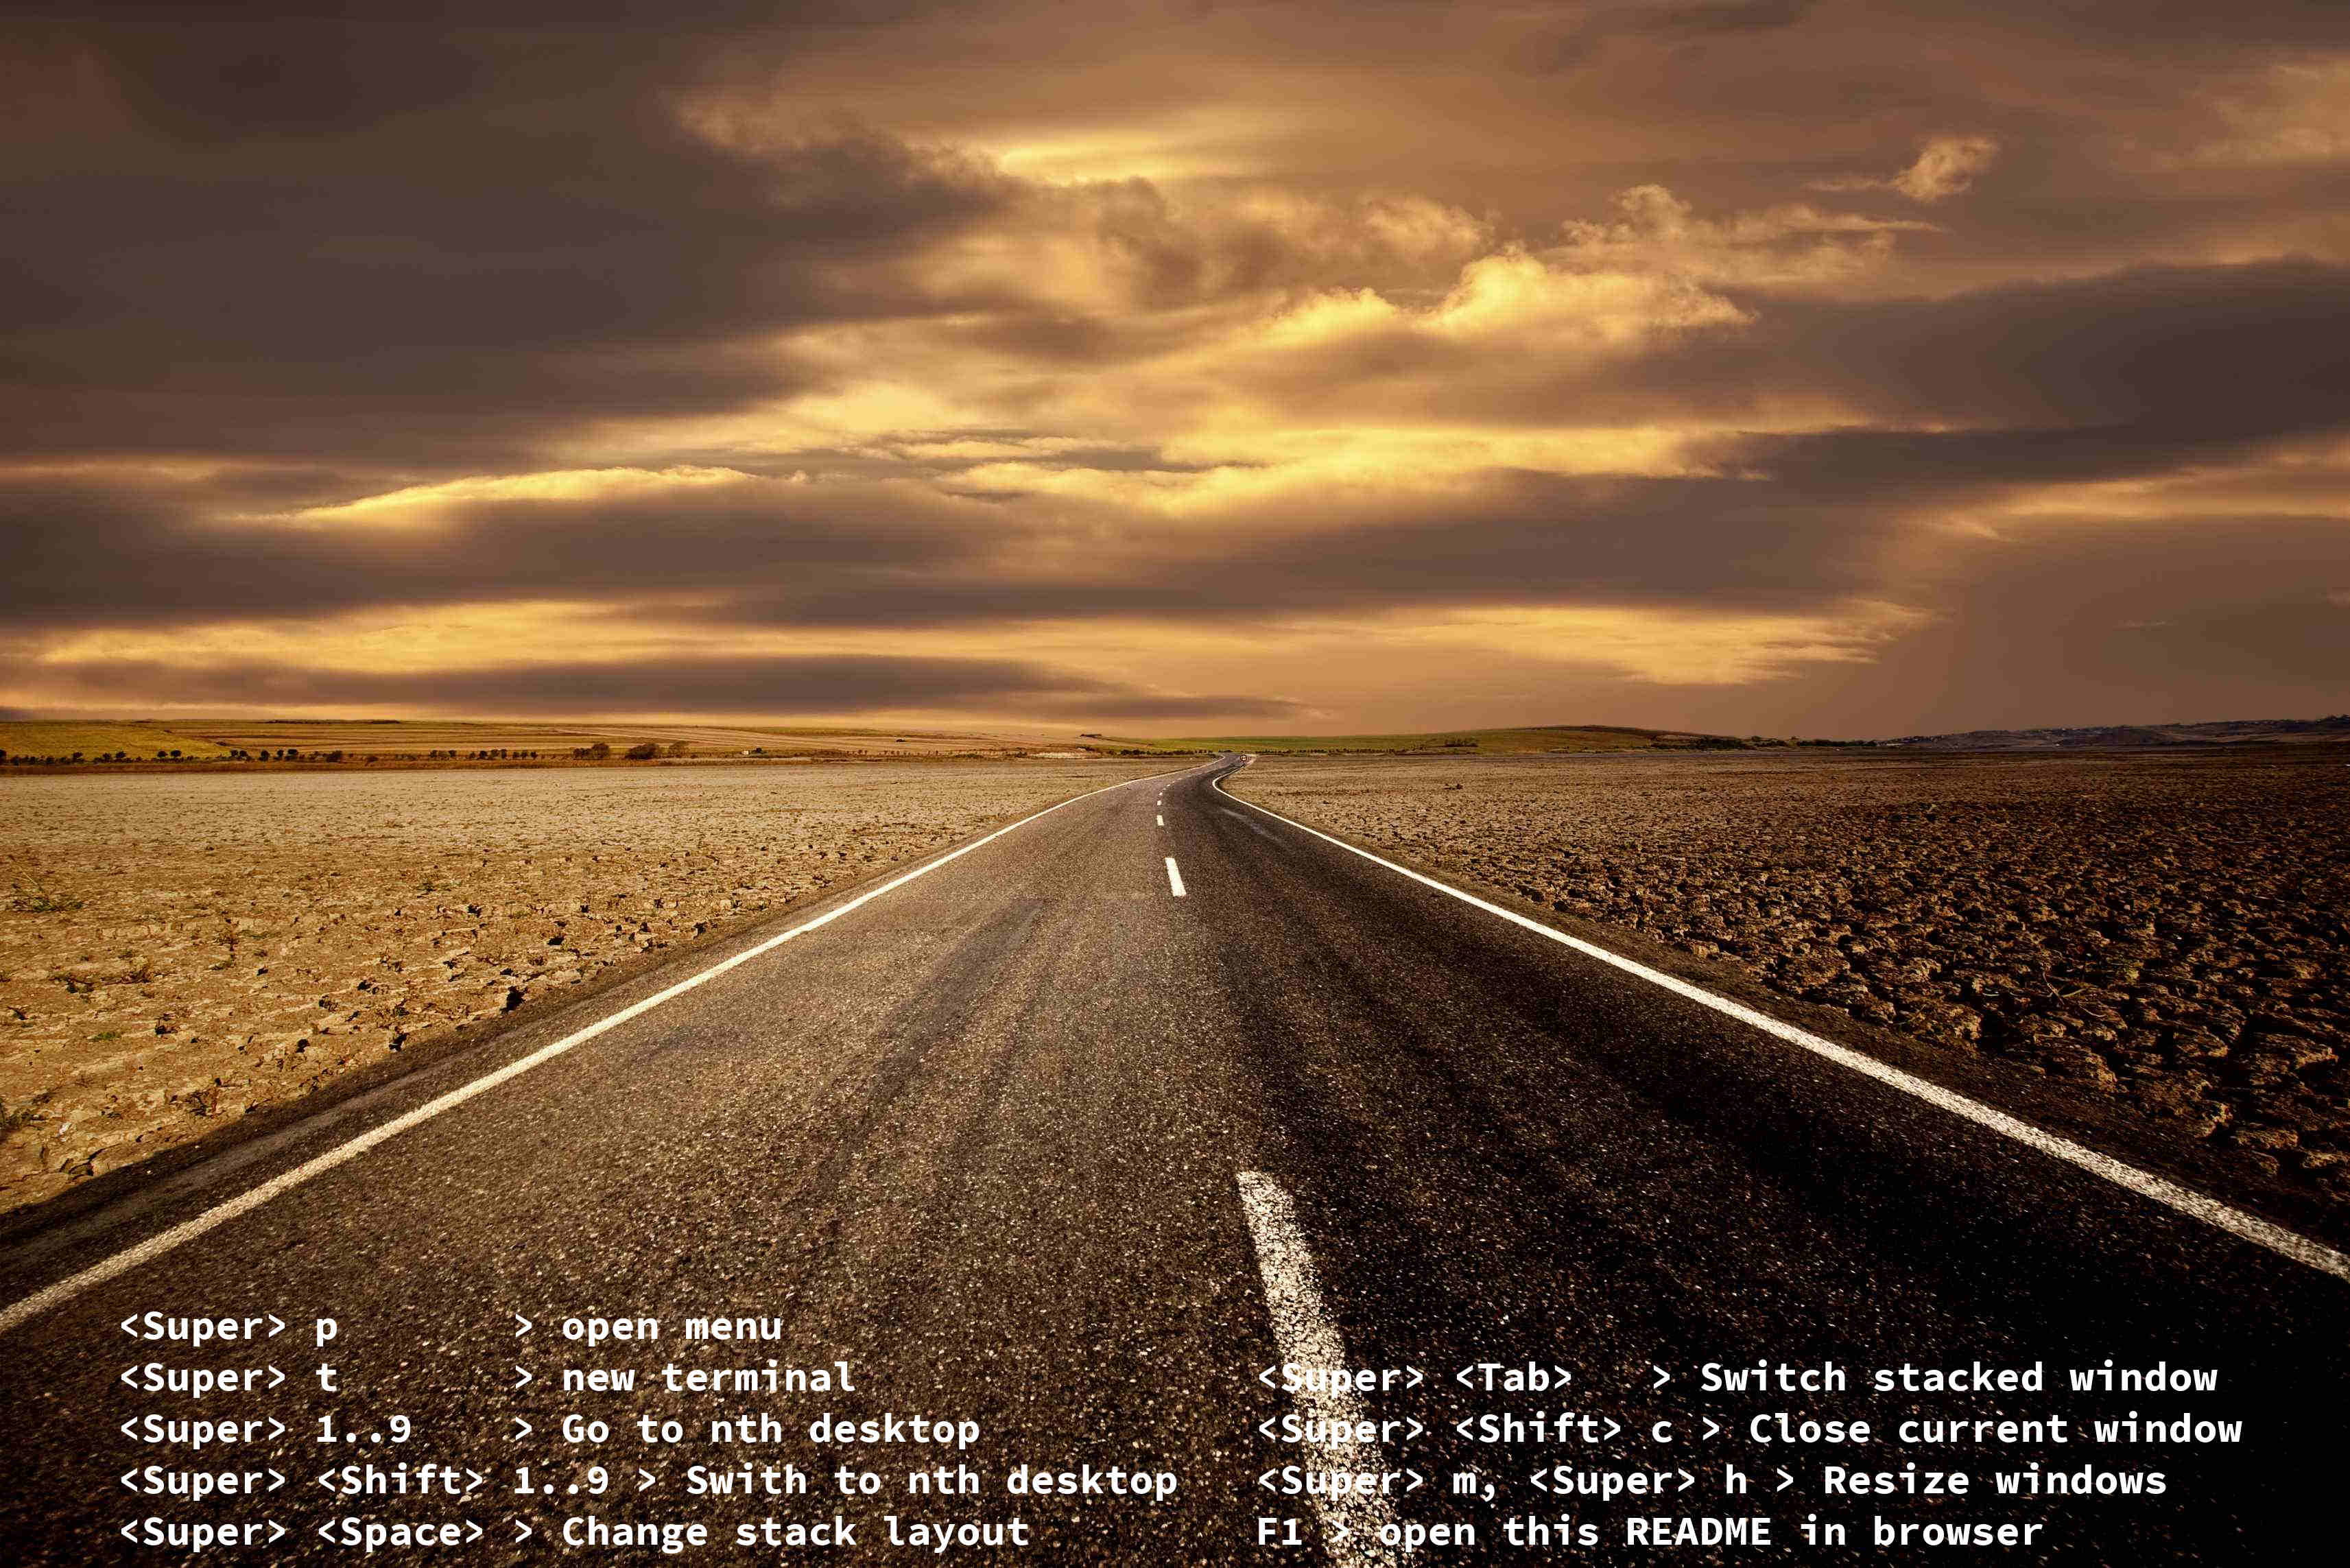 <Super> p       > open menu
<Super> t       > new terminal
<Super> 1..9    > Go to nth desktop
<Super> <Shift> 1..9 > Swith to nth desktop
<Super> <Space> > Change stack layout
<Super> <Tab>   > Switch stacked window
<Super> <Shift> c > Close current window
<Super> m, <Super> h > Resize windows
F1 > open this README in browser